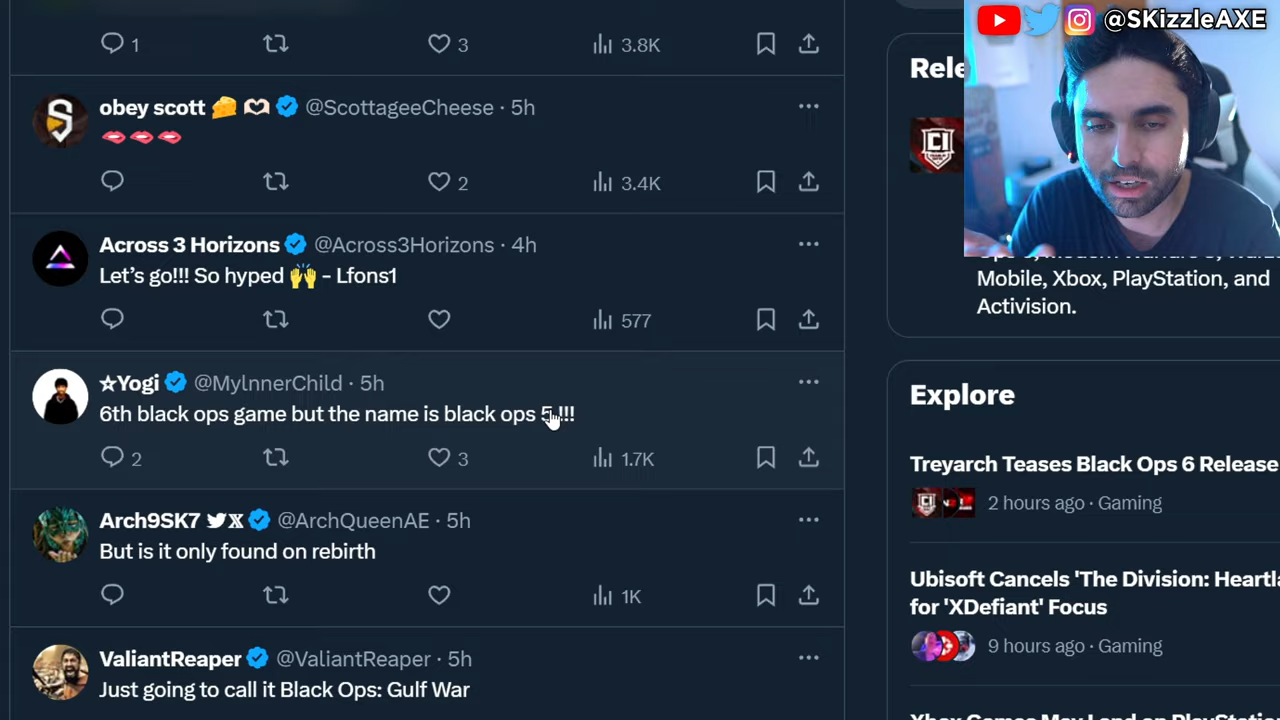 @SKizzleAXE
1
3
3.8K
Rele
obey scott @ScottageeCheese · 5h
2
3.4K
Across 3 Horizons @Across3Horizons · 4h
Let's go!!! So hyped 🙌 - Lfons1
577
Mobile, Xbox, PlayStation, and
Activision.
☆Yogi @MylnnerChild · 5h
6th black ops game but the name is black ops 5 !!!
2
3
1.7K
Explore
Treyarch Teases Black Ops 6 Release
2 hours ago · Gaming
Arch9SK7 @ArchQueenAE · 5h
But is it only found on rebirth
1K
Ubisoft Cancels 'The Division: Heartla
for 'XDefiant' Focus
9 hours ago · Gaming
ValiantReaper @ValiantReaper · 5h
Just going to call it Black Ops: Gulf War